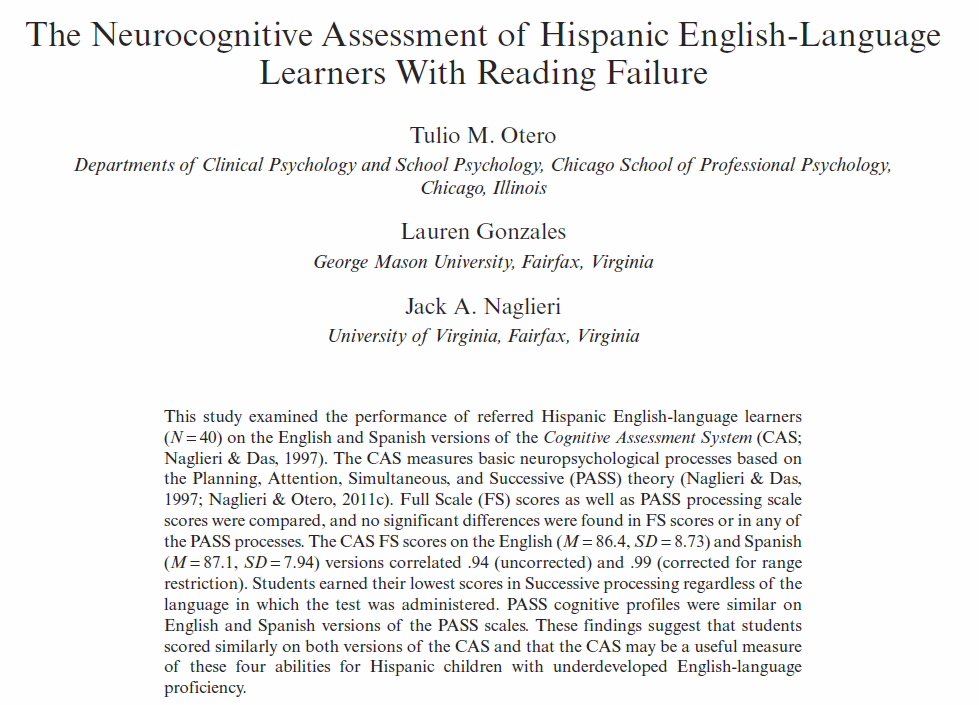 The Neurocognitive Assessment of Hispanic English-Language
Learners With Reading Failure
Tulio M. Otero
Departments of Clinical Psychology and School Psychology, Chicago School of Professional Psychology,
Chicago, Illinois
Lauren Gonzales
George Mason University, Fairfax, Virginia
Jack A. Naglieri
University of Virginia, Fairfax, Virginia
This study examined the performance of referred Hispanic English-language learners
(N = 40) on the English and Spanish versions of the Cognitive Assessment System (CAS;
Naglieri & Das, 1997). The CAS measures basic neuropsychological processes based on
the Planning, Attention, Simultaneous, and Successive (PASS) theory (Naglieri & Das,
1997; Naglieri & Otero, 2011c). Full Scale (FS) scores as well as PASS processing scale
scores were compared, and no significant differences were found in FS scores or in any of
the PASS processes. The CAS FS scores on the English (M = 86.4, SD = 8.73) and Spanish
(M = 87.1, SD = 7.94) versions correlated .94 (uncorrected) and .99 (corrected for range
restriction). Students earned their lowest scores in Successive processing regardless of the
language in which the test was administered. PASS cognitive profiles were similar on
English and Spanish versions of the PASS scales. These findings suggest that students
scored similarly on both versions of the CAS and that the CAS may be a useful measure
of these four abilities for Hispanic children with underdeveloped English-language
proficiency.